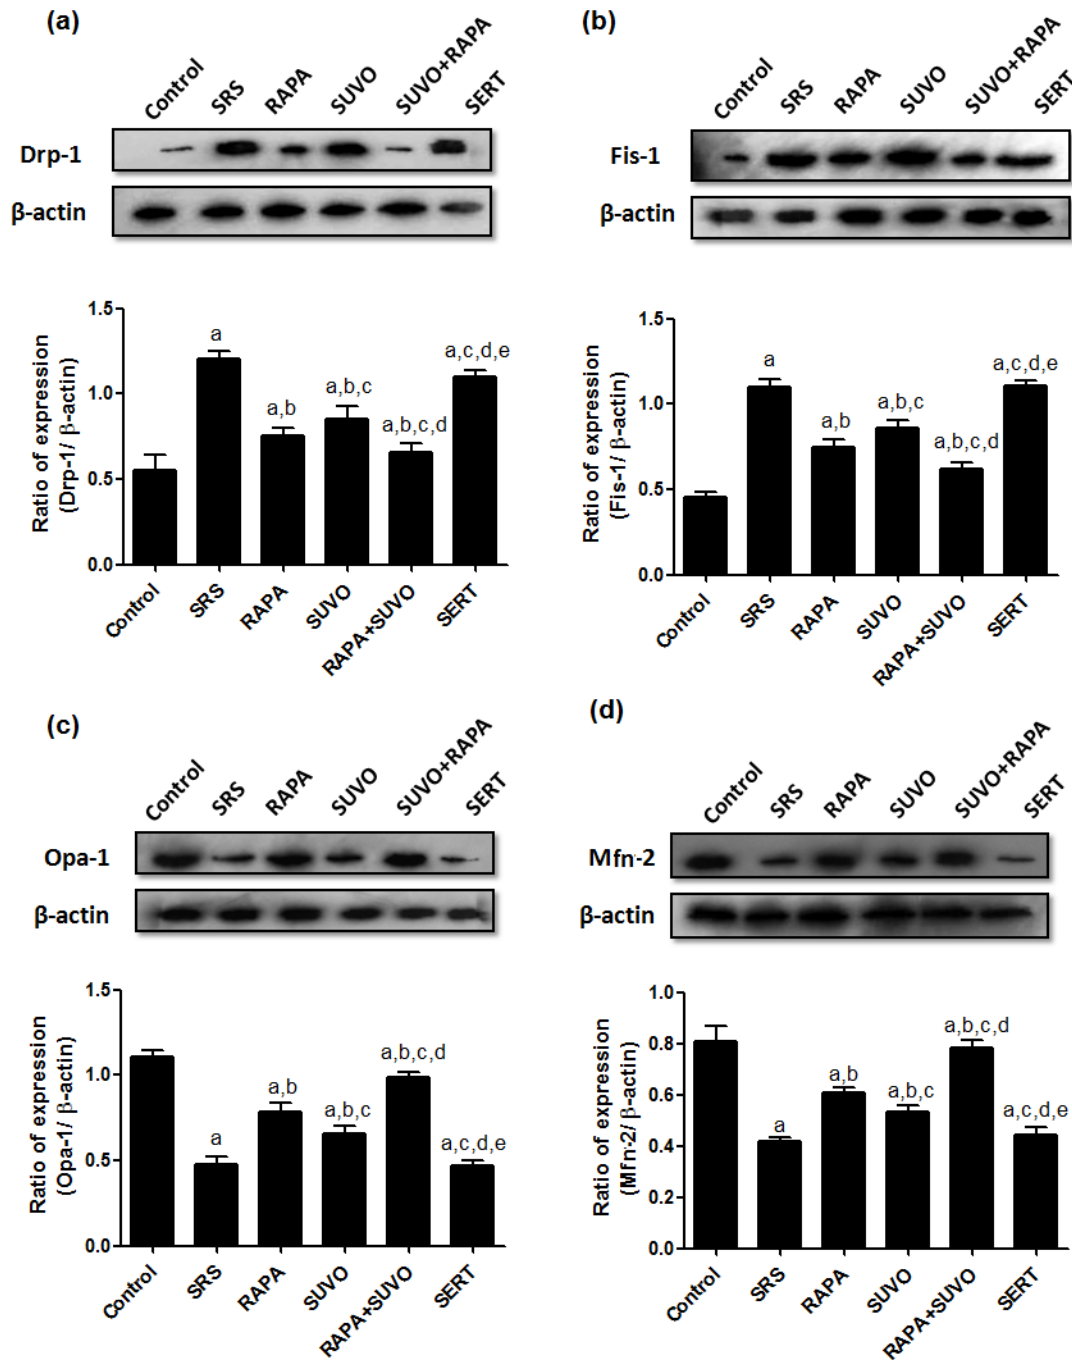 (a)
Control SRS RAPA SUVO SUVO+RAPA SERT
Drp-1
β-actin
Ratio of expression
(Drp-1/ β-actin)
1.5
1.0
0.5
0.0
a
a,b
a,b,c
a,b,c,d
a,c,d,e
Control SRS RAPA SUVO RAPA+SUVO SERT
(b)
Control SRS RAPA SUVO SUVO+RAPA SERT
Fis-1
β-actin
Ratio of expression
(Fis-1/ β-actin)
1.5
1.0
0.5
0.0
a
a,b
a,b,c
a,b,c,d
a,c,d,e
Control SRS RAPA SUVO RAPA+SUVO SERT
(c)
Control SRS RAPA SUVO SUVO+RAPA SERT
Opa-1
β-actin
Ratio of expression
(Opa-1/ β-actin)
1.5
1.0
0.5
0.0
a
a,b
a,b,c
a,b,c,d
a,c,d,e
Control SRS RAPA SUVO RAPA+SUVO SERT
(d)
Control SRS RAPA SUVO SUVO+RAPA SERT
Mfn-2
β-actin
Ratio of expression
(Mfn-2/ β-actin)
1.0
0.8
0.6
0.4
0.2
0.0
a
a,b
a,b,c
a,b,c,d
a,c,d,e
Control SRS RAPA SUVO RAPA+SUVO SERT